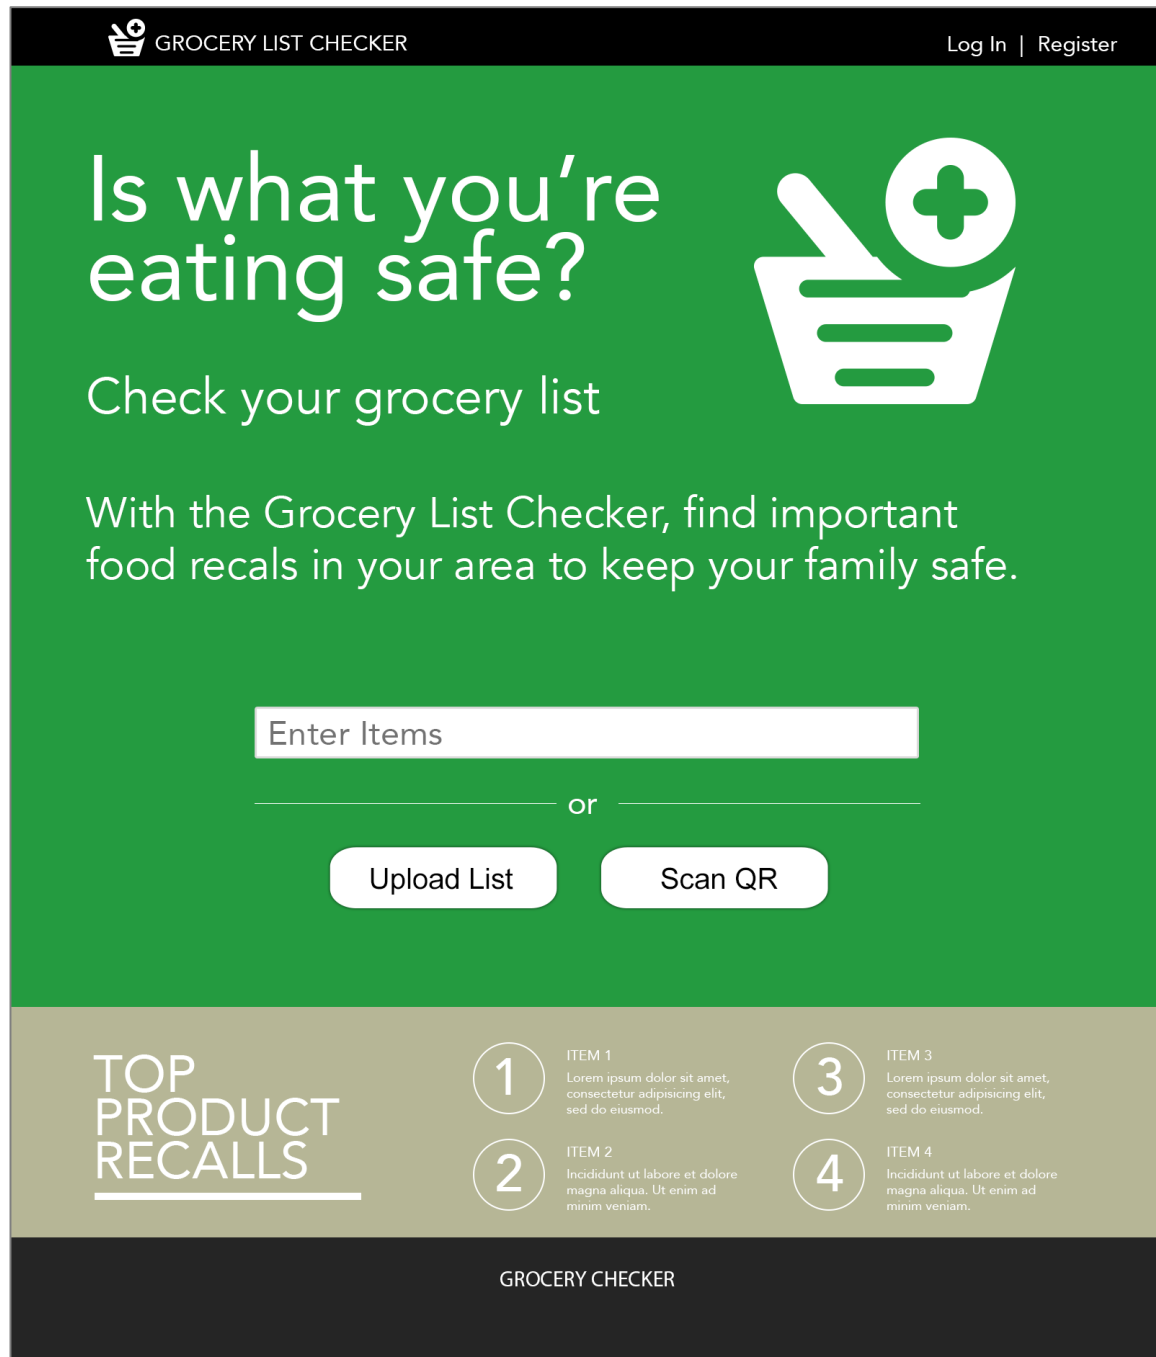 GROCERY LIST CHECKER
Log In | Register
Is what you’re
eating safe?
Check your grocery list
With the Grocery List Checker, find important
food recals in your area to keep your family safe.
Enter Items
or
Upload List
Scan QR
TOP
PRODUCT
RECALLS
1
ITEM 1
Lorem ipsum dolor sit amet,
consectetur adipisicing elit,
sed do eiusmod.
2
ITEM 2
Incididunt ut labore et dolore
magna aliqua. Ut enim ad
minim veniam.
3
ITEM 3
Lorem ipsum dolor sit amet,
consectetur adipisicing elit,
sed do eiusmod.
4
ITEM 4
Incididunt ut labore et dolore
magna aliqua. Ut enim ad
minim veniam.
GROCERY CHECKER